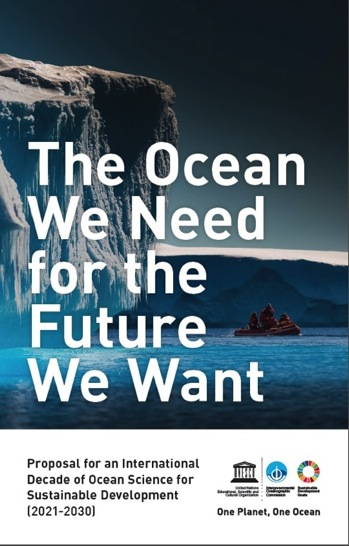 The Ocean
We Need
for the
Future
We Want
Proposal for an International
Decade of Ocean Science for
Sustainable Development
(2021-2030)
United Nations
Educational, Scientific and
Cultural Organization
Intergovernmental
Oceanographic
Commission
Sustainable
Development
Goals
One Planet, One Ocean